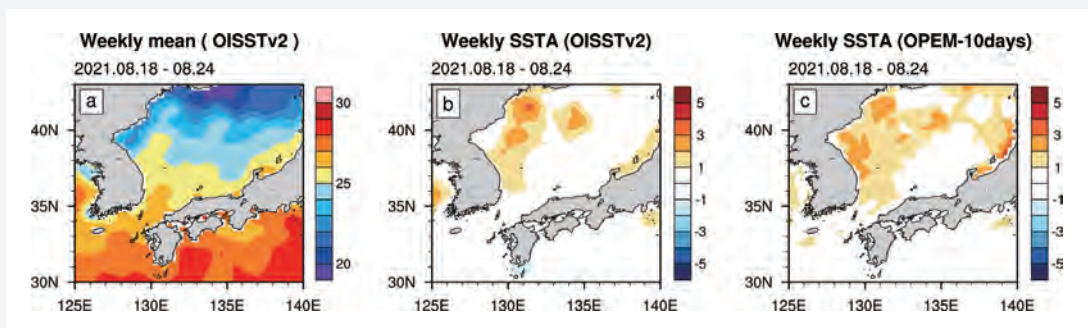 Weekly mean ( OISSTv2 )
2021.08.18 - 08.24
a
40N
35N
30N
125E 130E 135E 140E
30
25
20
Weekly SSTA (OISSTv2)
2021.08.18 - 08.24
b
40N
35N
30N
125E 130E 135E 140E
5
3
1
-1
-3
-5
Weekly SSTA (OPEM-10days)
2021.08.18 - 08.24
c
40N
35N
30N
125E 130E 135E 140E
5
3
1
-1
-3
-5